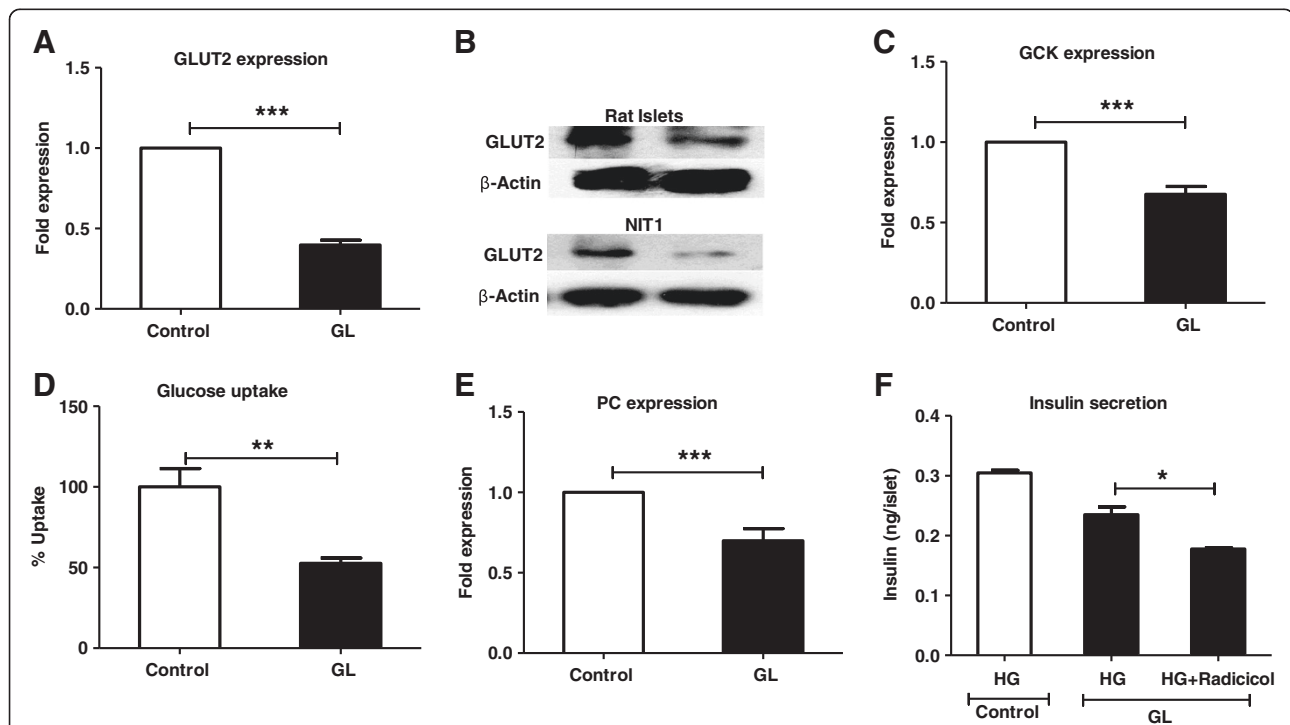 A
GLUT2 expression
Fold expression
1.5
1.0
0.5
0.0
***
Control GL
B
Rat Islets
GLUT2
β-Actin
NIT1
GLUT2
β-Actin
C
GCK expression
Fold expression
1.5
1.0
0.5
0.0
***
Control GL
D
Glucose uptake
% Uptake
150
100
50
0
**
Control GL
E
PC expression
Fold expression
1.5
1.0
0.5
0.0
***
Control GL
F
Insulin secretion
Insulin (ng/islet)
0.4
0.3
0.2
0.1
0.0
*
HG HG HG+Radicicol
Control GL